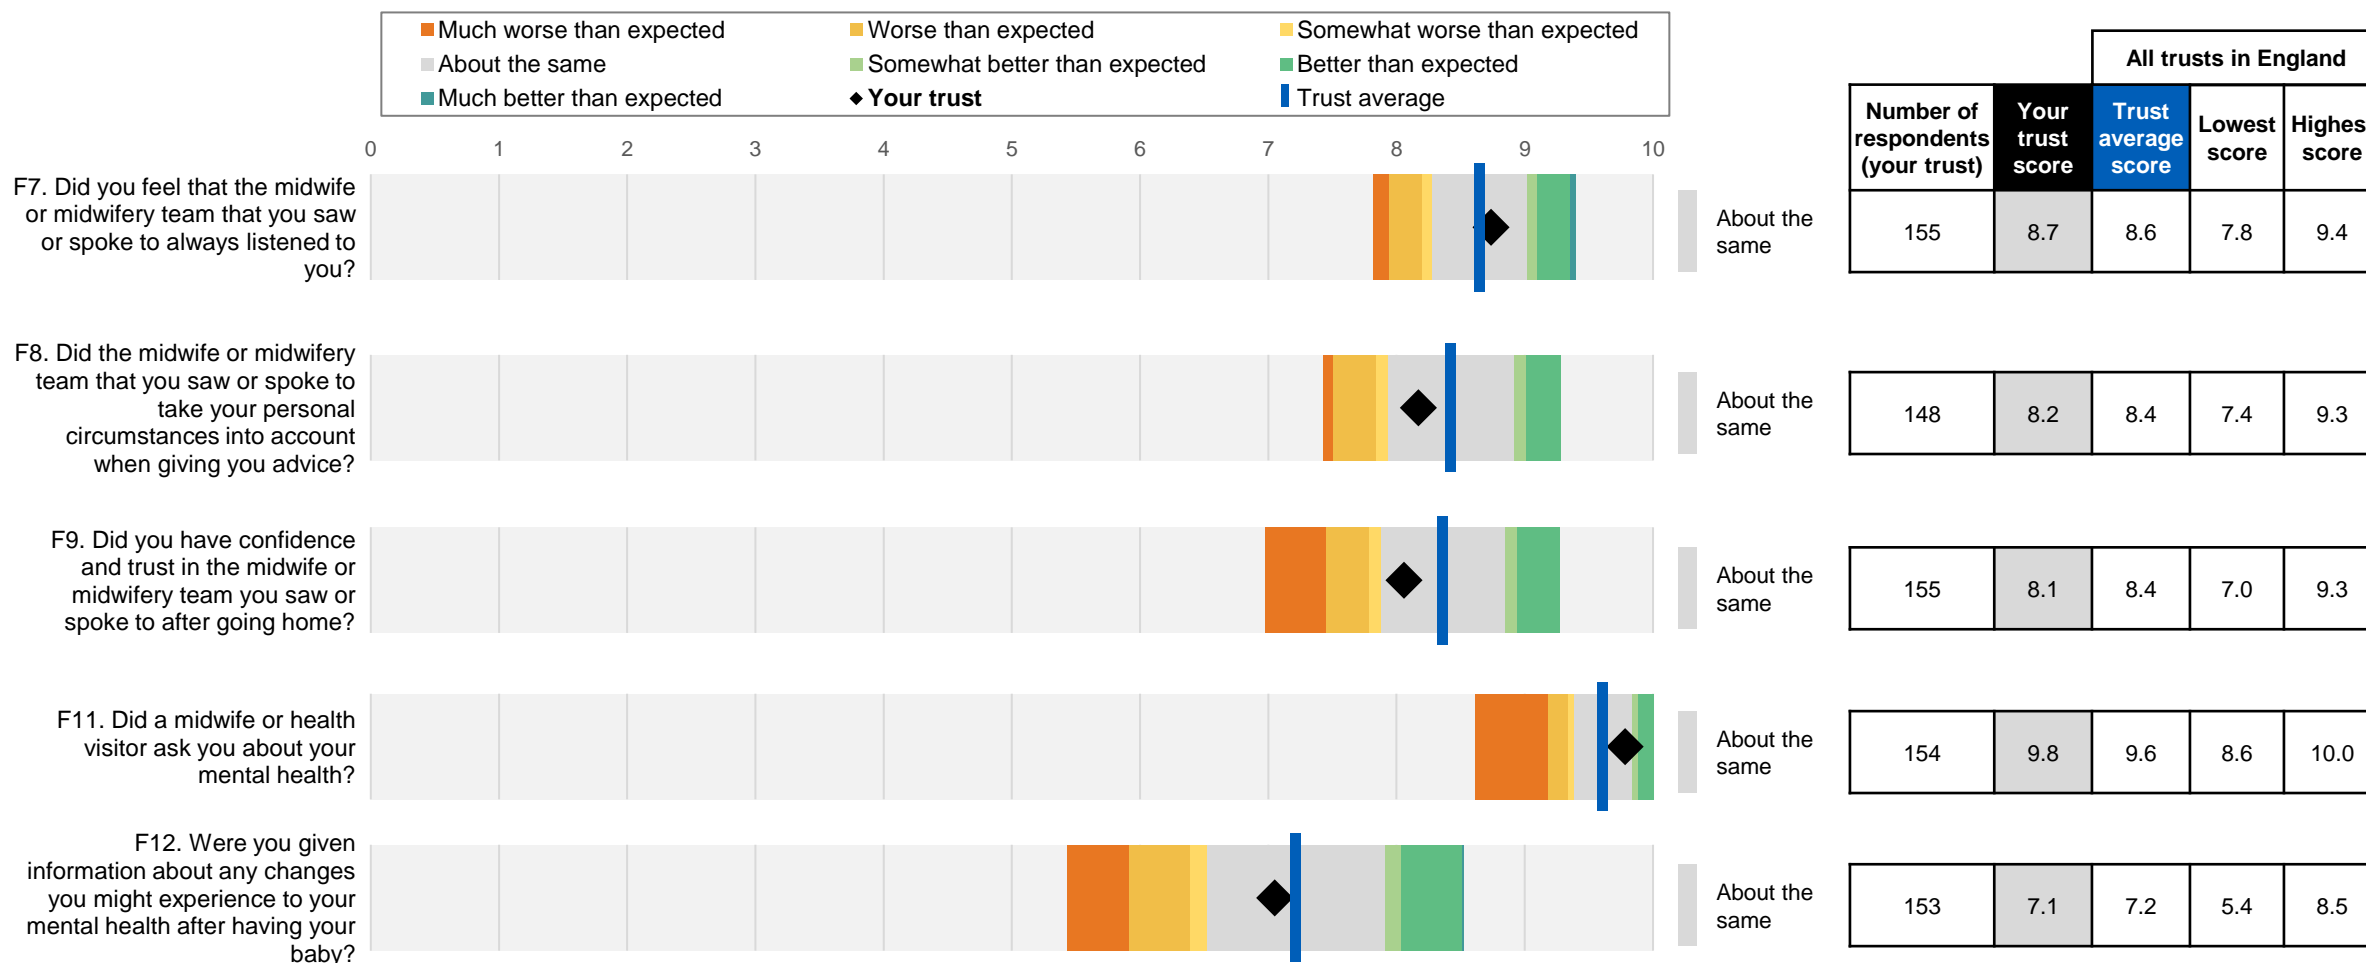 Much worse than expected
Worse than expected
Somewhat worse than expected
About the same
Somewhat better than expected
Better than expected
Much better than expected
Your trust
Trust average
All trusts in England
Number of
respondents
(your trust)
Your
trust
score
Trust
average
score
Lowest
score
Highes
score
0 1 2 3 4 5 6 7 8 9 10
F7. Did you feel that the midwife
or midwifery team that you saw
or spoke to always listened to
you?
About the
same
155 8.7 8.6 7.8 9.4
F8. Did the midwife or midwifery
team that you saw or spoke to
take your personal
circumstances into account
when giving you advice?
About the
same
148 8.2 8.4 7.4 9.3
F9. Did you have confidence
and trust in the midwife or
midwifery team you saw or
spoke to after going home?
About the
same
155 8.1 8.4 7.0 9.3
F11. Did a midwife or health
visitor ask you about your
mental health?
About the
same
154 9.8 9.6 8.6 10.0
F12. Were you given
information about any changes
you might experience to your
mental health after having your
baby?
About the
same
153 7.1 7.2 5.4 8.5